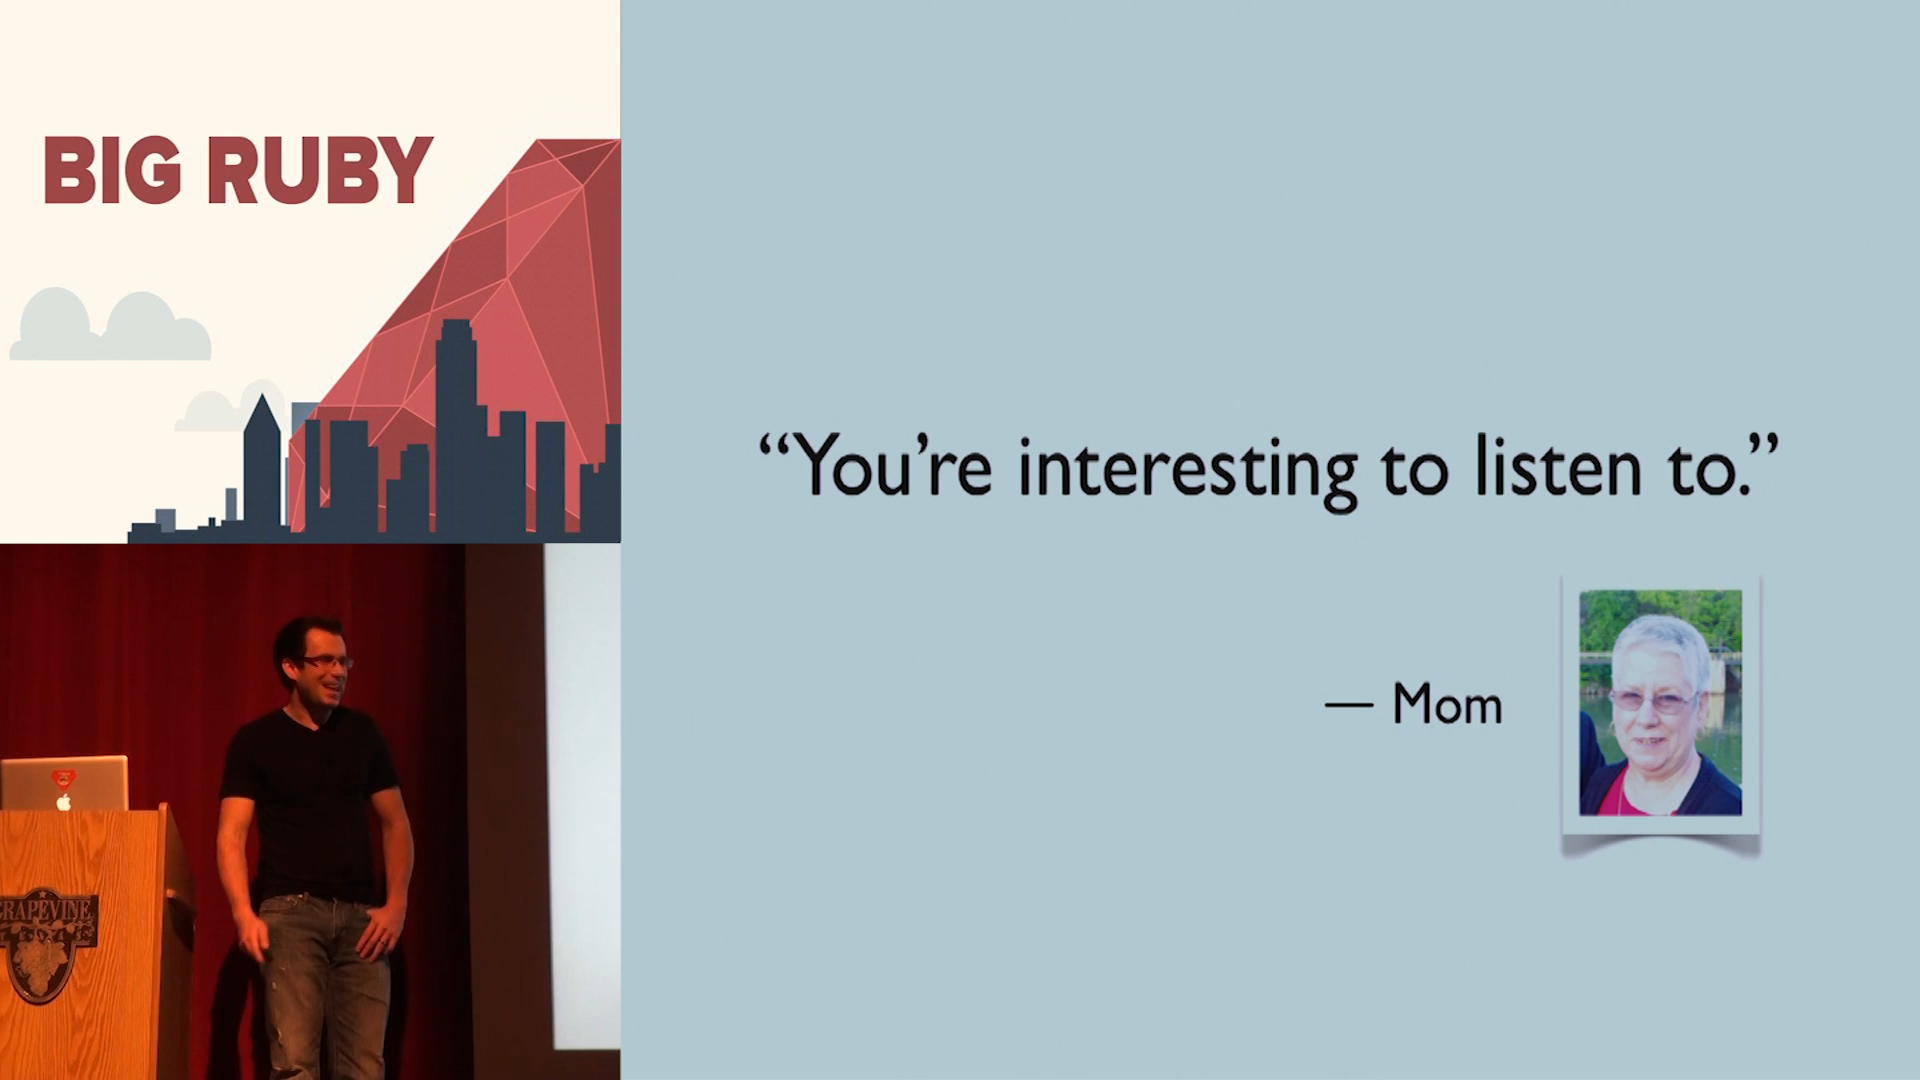 BIG RUBY
“You’re interesting to listen to.”
— Mom
GRAPEVINE